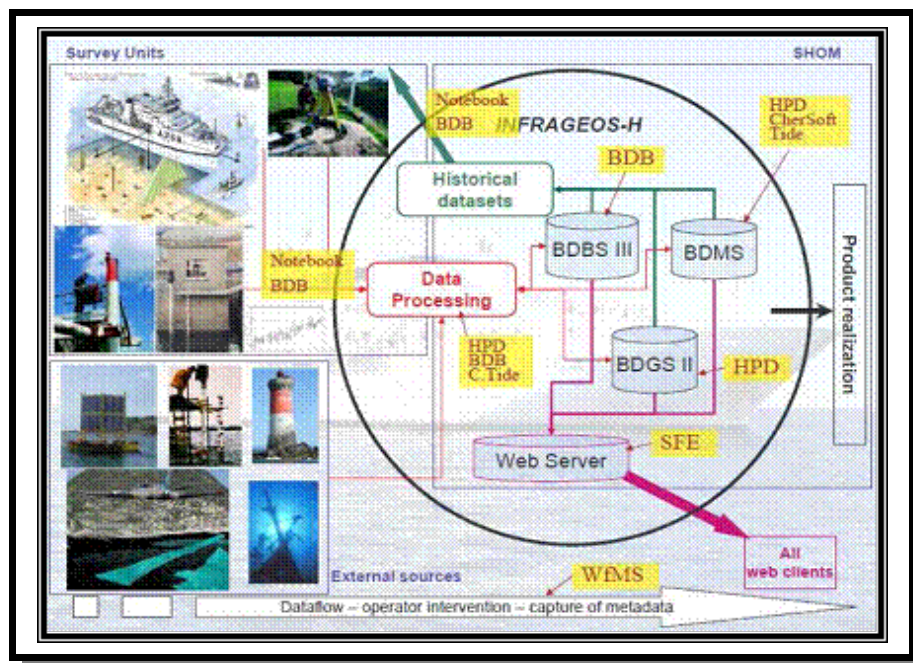 Survey Units
SHOM
Notebook
BDB
INFRAGEOS-H
HPD
CherSoft
Tide
BDB
Historical
datasets
BDBS III
BDMS
Notebook
BDB
Data
Processing
Product realization
HPD
BDB
C.Tide
BDGS II
HPD
SFE
Web Server
All
web clients
External sources
WfMS
Dataflow – operator intervention – capture of metadata